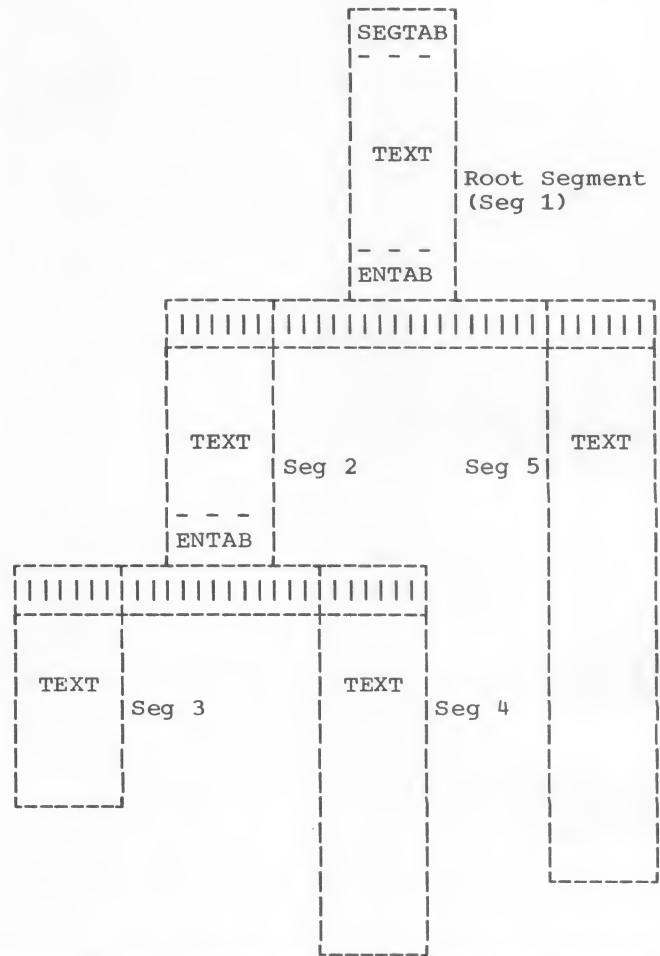 SEGTAB
TEXT
Root Segment
(Seg 1)
ENTAB
TEXT
TEXT
Seg 2
Seg 5
ENTAB
TEXT
TEXT
Seg 3
Seg 4